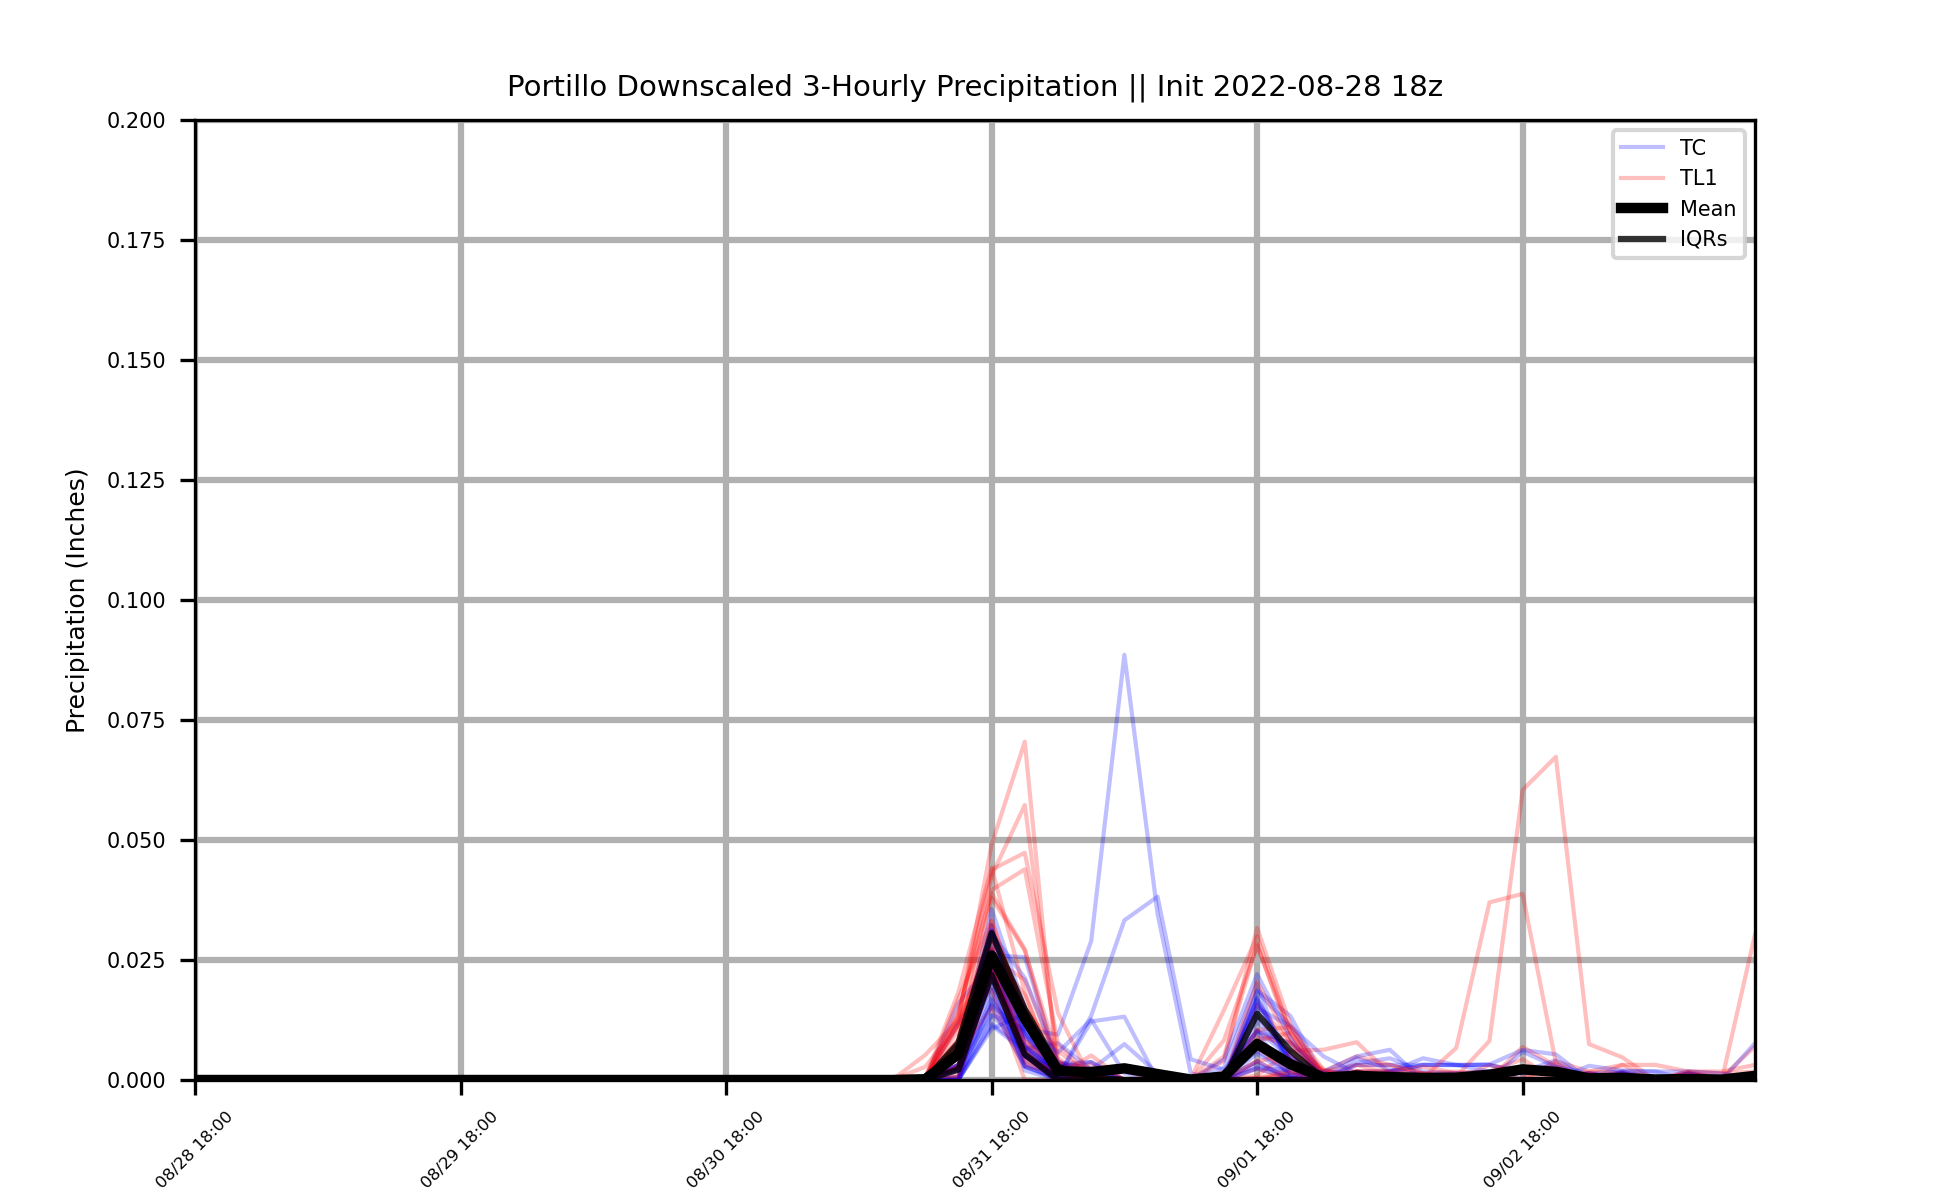 Portillo Downscaled 3-Hourly Precipitation || Init 2022-08-28 18z
0.200
0.175
0.150
0.125
0.100
0.075
0.050
0.025
0.000
Precipitation (Inches)
TC
TL1
Mean
IQRs
08/28 18:00
08/29 18:00
08/30 18:00
08/31 18:00
09/01 18:00
09/02 18:00